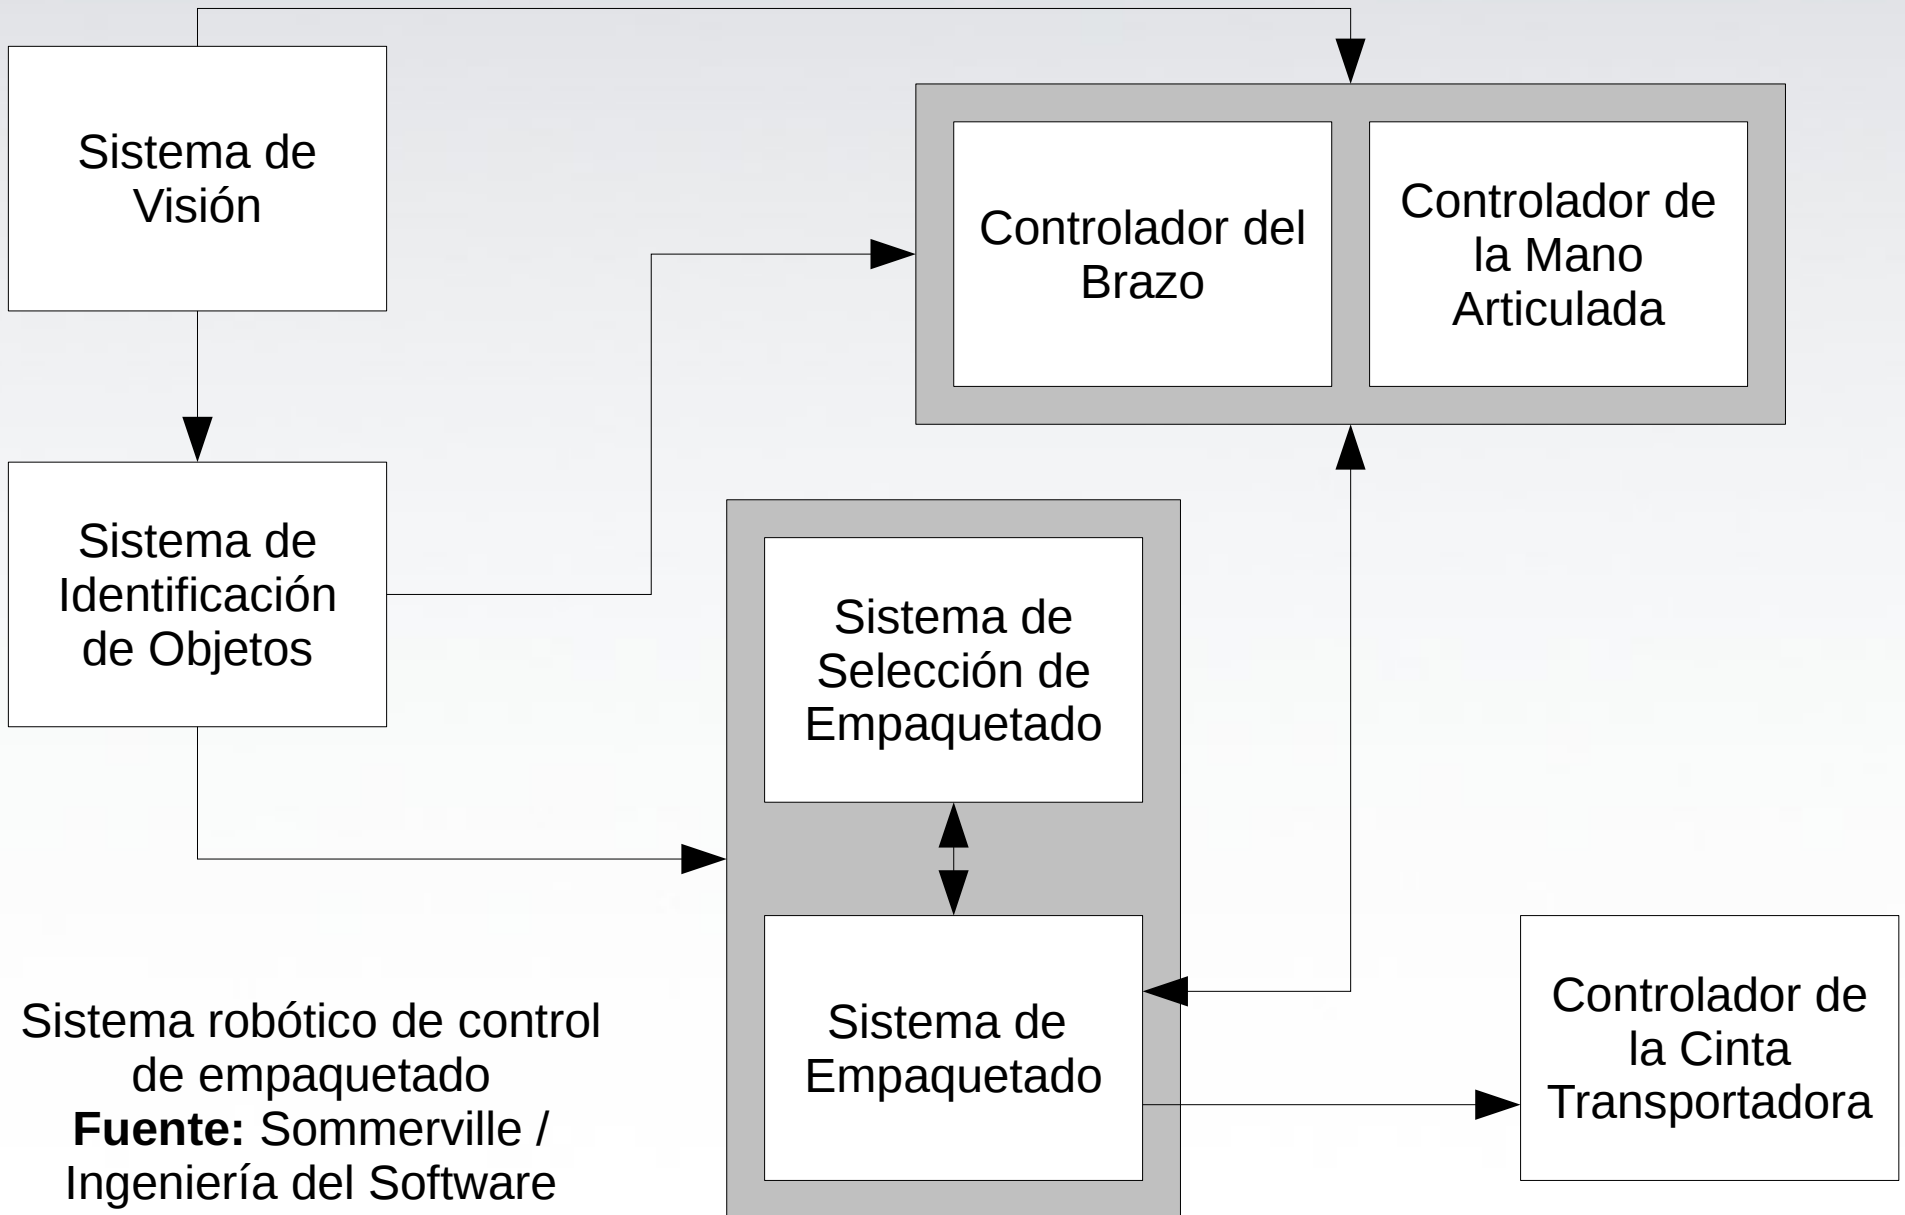 Sistema de
Visión
Controlador del
Brazo
Controlador de
la Mano
Articulada
Sistema de
Identificación
de Objetos
Sistema de
Selección de
Empaquetado
Sistema de
Empaquetado
Controlador de
la Cinta
Transportadora
Sistema robótico de control
de empaquetado
Fuente: Sommerville /
Ingeniería del Software